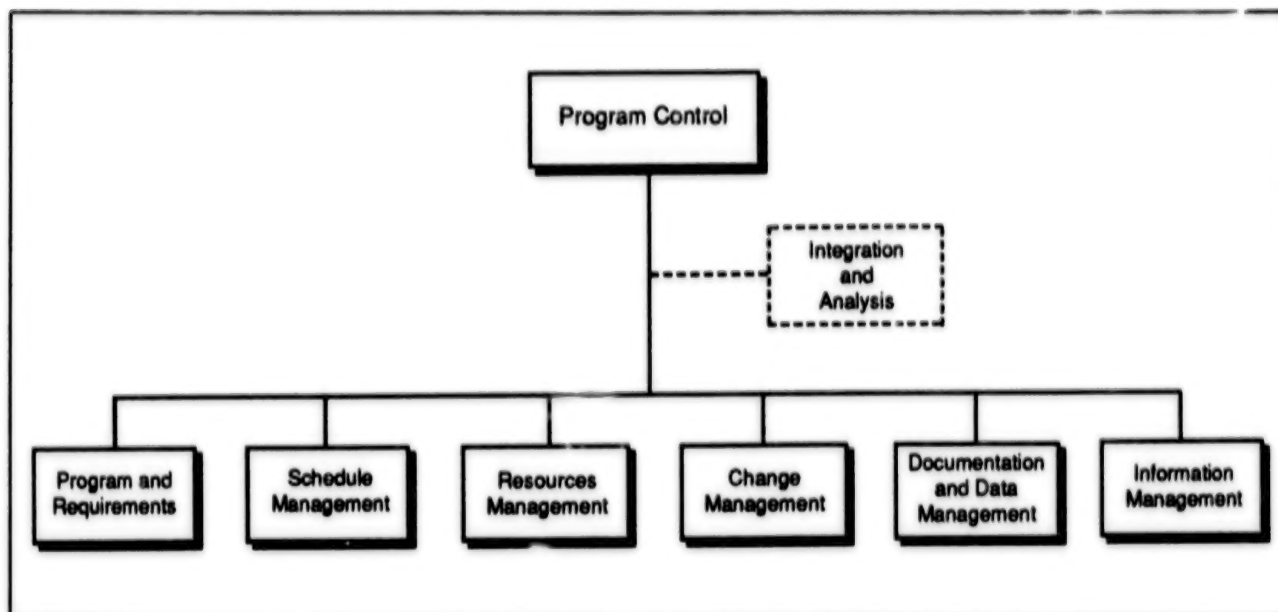 Program Control
Integration
and
Analysis
Program and
Requirements
Schedule
Management
Resources
Management
Change
Management
Documentation
and Data
Management
Information
Management